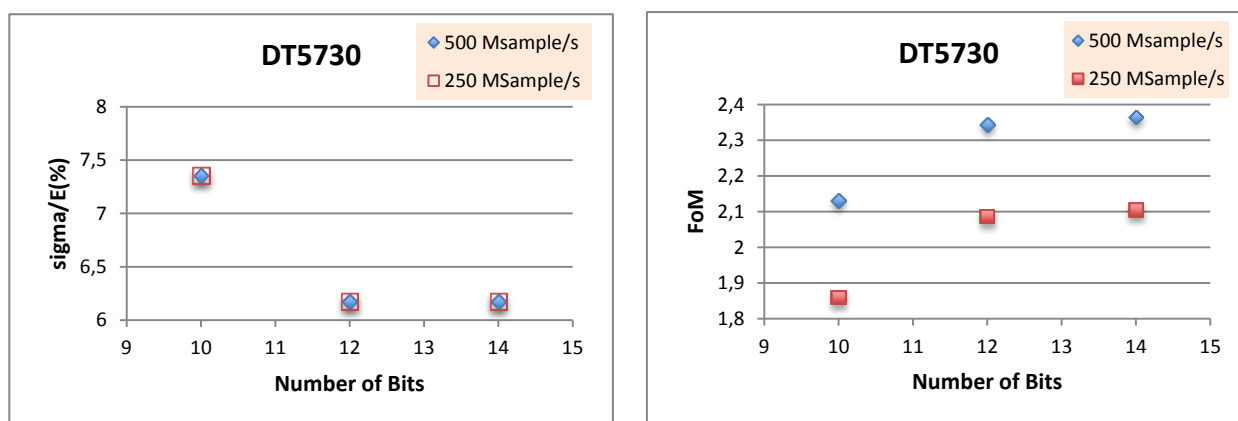 DT5730
500 Msample/s
250 MSample/s
8
7,5
7
6,5
6
sigma/E(%)
9 10 11 12 13 14 15
Number of Bits
DT5730
500 Msample/s
250 MSample/s
2,4
2,3
2,2
2,1
2
1,9
1,8
FoM
9 10 11 12 13 14 15
Number of Bits